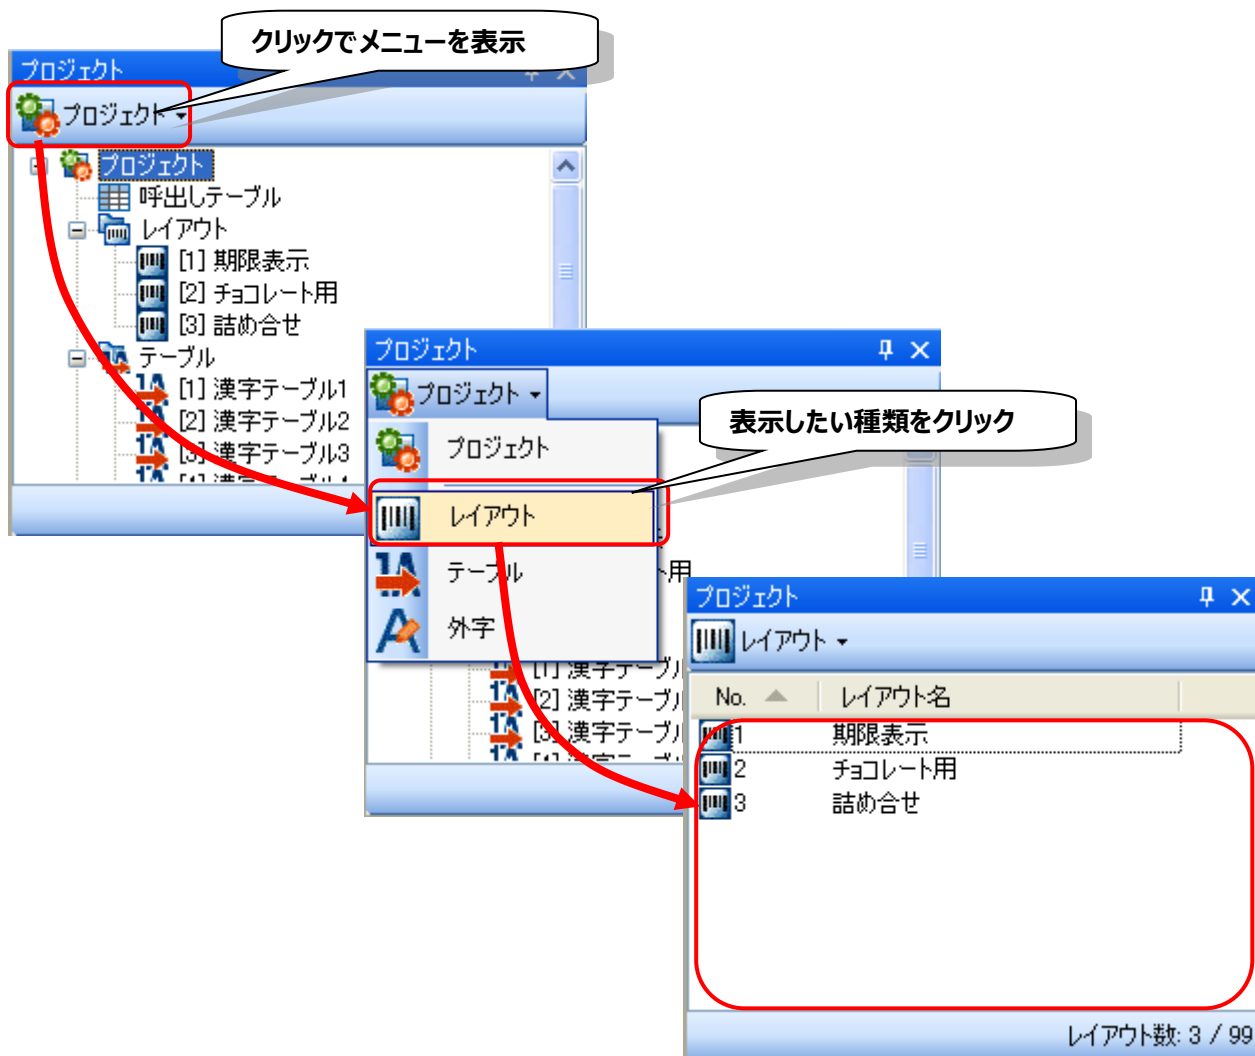 クリックでメニューを表示
プロジェクト
プロジェクト
プロジェクト
呼出しテーブル
レイアウト
[1] 期限表示
[2] チョコレート用
[3] 詰め合せ
テーブル
[1] 漢字テーブル1
[2] 漢字テーブル2
[3] 漢字テーブル3
プロジェクト
プロジェクト
表示したい種類をクリック
プロジェクト
レイアウト
テーブル
外字
ト用
[1] 漢字テーブル
[2] 漢字テーブル
[3] 漢字テーブル
プロジェクト
レイアウト
No. レイアウト名
1 期限表示
2 チョコレート用
3 詰め合せ
レイアウト数: 3 / 99